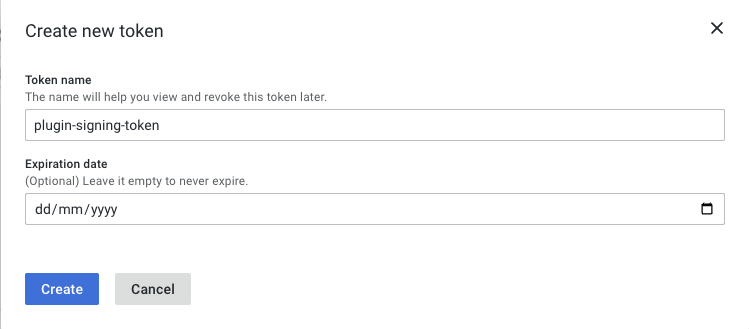 Create new token
Token name
The name will help you view and revoke this token later.
plugin-signing-token
Expiration date
(Optional) Leave it empty to never expire.
dd/mm/yyyy
Create
Cancel